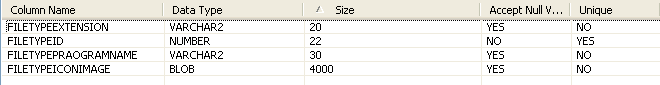 Column Name Data Type Size Accept Null V... Unique
FILETYPEEXTENSION VARCHAR2 20 YES NO
FILETYPEID NUMBER 22 NO YES
FILETYPEPRAOGRAMNAME VARCHAR2 30 YES NO
FILETYPEICONIMAGE BLOB 4000 YES NO